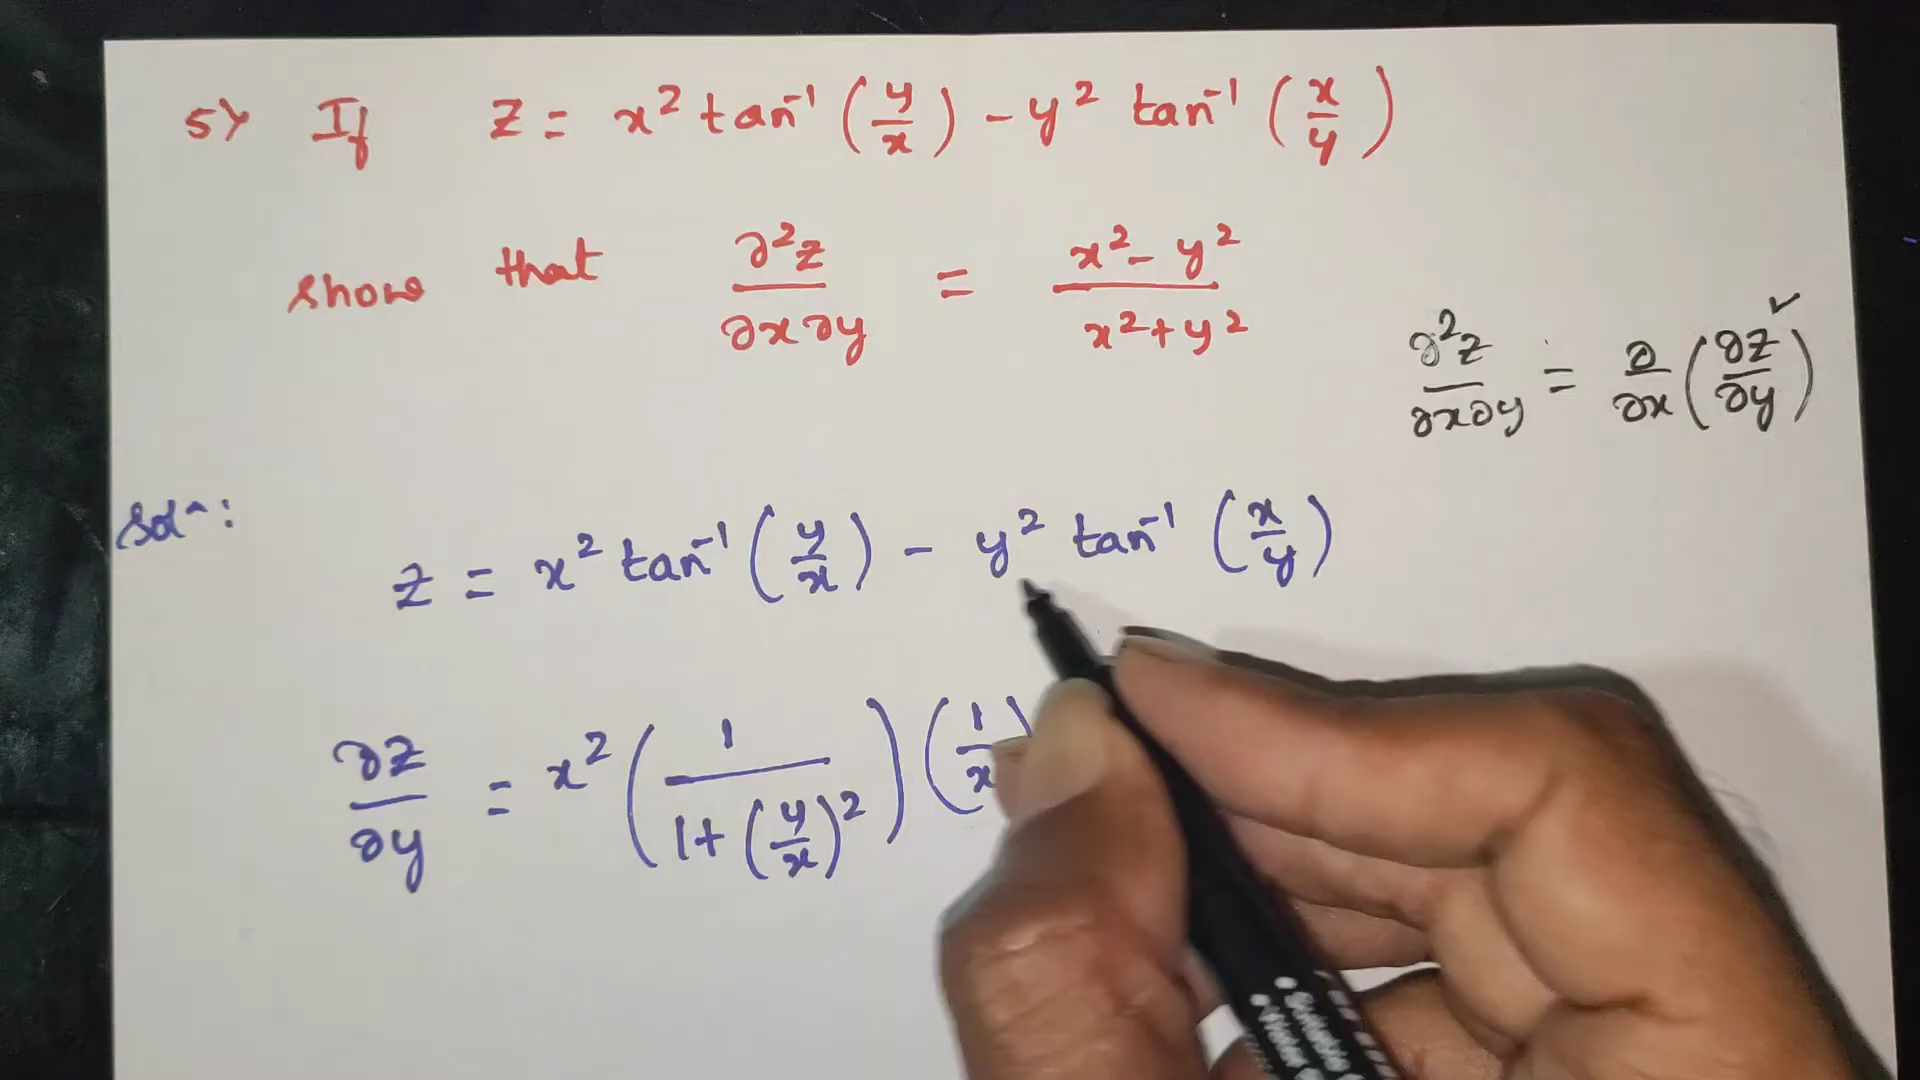 5) If z = x² tan⁻¹ (y/x) - y² tan⁻¹ (x/y)
show that ∂²z/∂x∂y = (x² - y²)/(x² + y²)
∂²z/∂x∂y = ∂/∂x (∂z/∂y) ✓
Solⁿ:
z = x² tan⁻¹ (y/x) - y² tan⁻¹ (x/y)
∂z/∂y = x² (1/(1+(y/x)²)) (1/x)